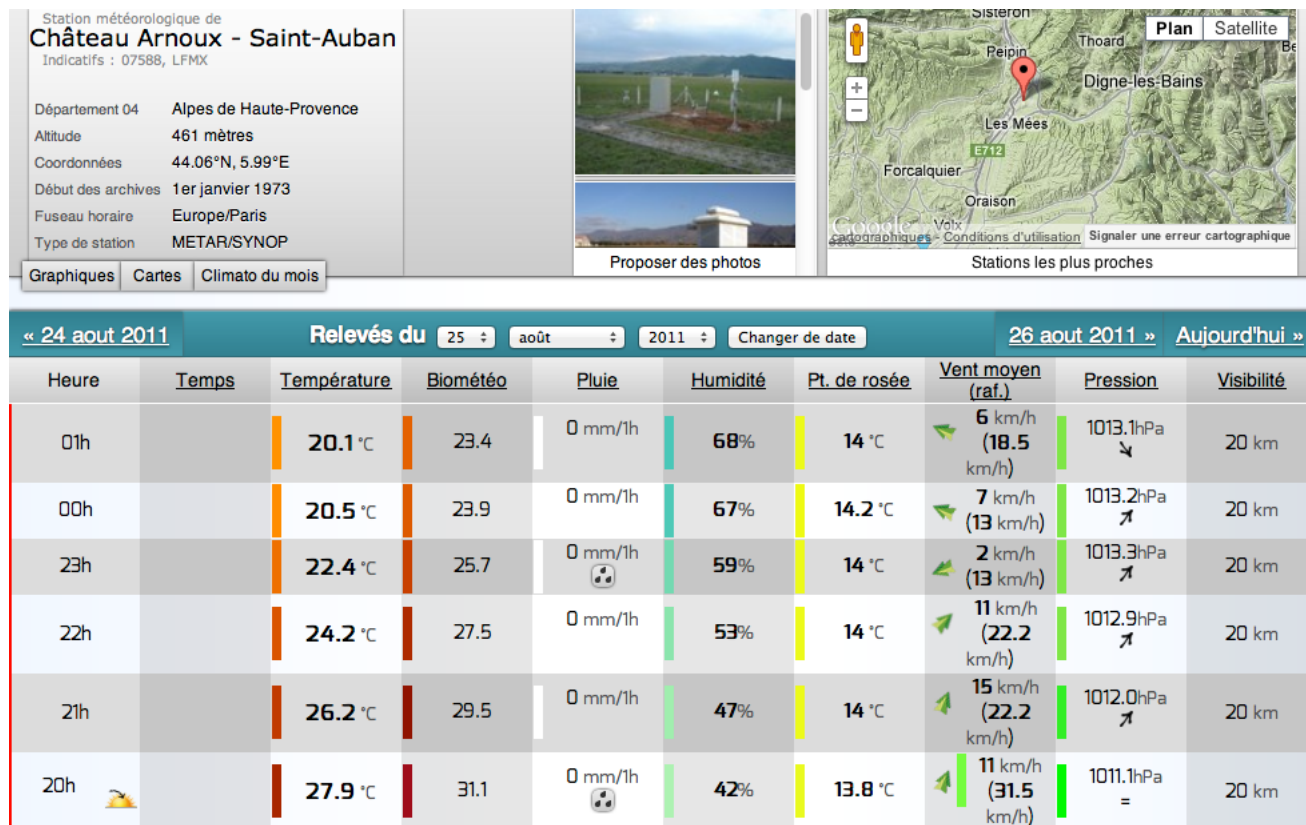 Station météorologique de
Château Arnoux - Saint-Auban
Indicatifs : 07588, LFMX
Département 04 Alpes de Haute-Provence
Altitude 461 mètres
Coordonnées 44.06°N, 5.99°E
Début des archives 1er janvier 1973
Fuseau horaire Europe/Paris
Type de station METAR/SYNOP
Graphiques Cartes Climato du mois
Proposer des photos
Sisteron
Plan Satellite
Peipin Thoard
Digne-les-Bains
Les Mées
E712
Forcalquier
Oraison
Google Volx
cartographiques - Conditions d'utilisation Signaler une erreur cartographique
Stations les plus proches
« 24 aout 2011 Relevés du 25 août 2011 Changer de date 26 aout 2011 » Aujourd'hui »
Heure Temps Température Biométéo Pluie Humidité Pt. de rosée Vent moyen (raf.) Pression Visibilité
01h 20.1 °C 23.4 0 mm/1h 68% 14 °C 6 km/h (18.5 km/h) 1013.1hPa 20 km
00h 20.5 °C 23.9 0 mm/1h 67% 14.2 °C 7 km/h (13 km/h) 1013.2hPa 20 km
23h 22.4 °C 25.7 0 mm/1h 59% 14 °C 2 km/h (13 km/h) 1013.3hPa 20 km
22h 24.2 °C 27.5 0 mm/1h 53% 14 °C 11 km/h (22.2 km/h) 1012.9hPa 20 km
21h 26.2 °C 29.5 0 mm/1h 47% 14 °C 15 km/h (22.2 km/h) 1012.0hPa 20 km
20h 27.9 °C 31.1 0 mm/1h 42% 13.8 °C 11 km/h (31.5 km/h) 1011.1hPa = 20 km